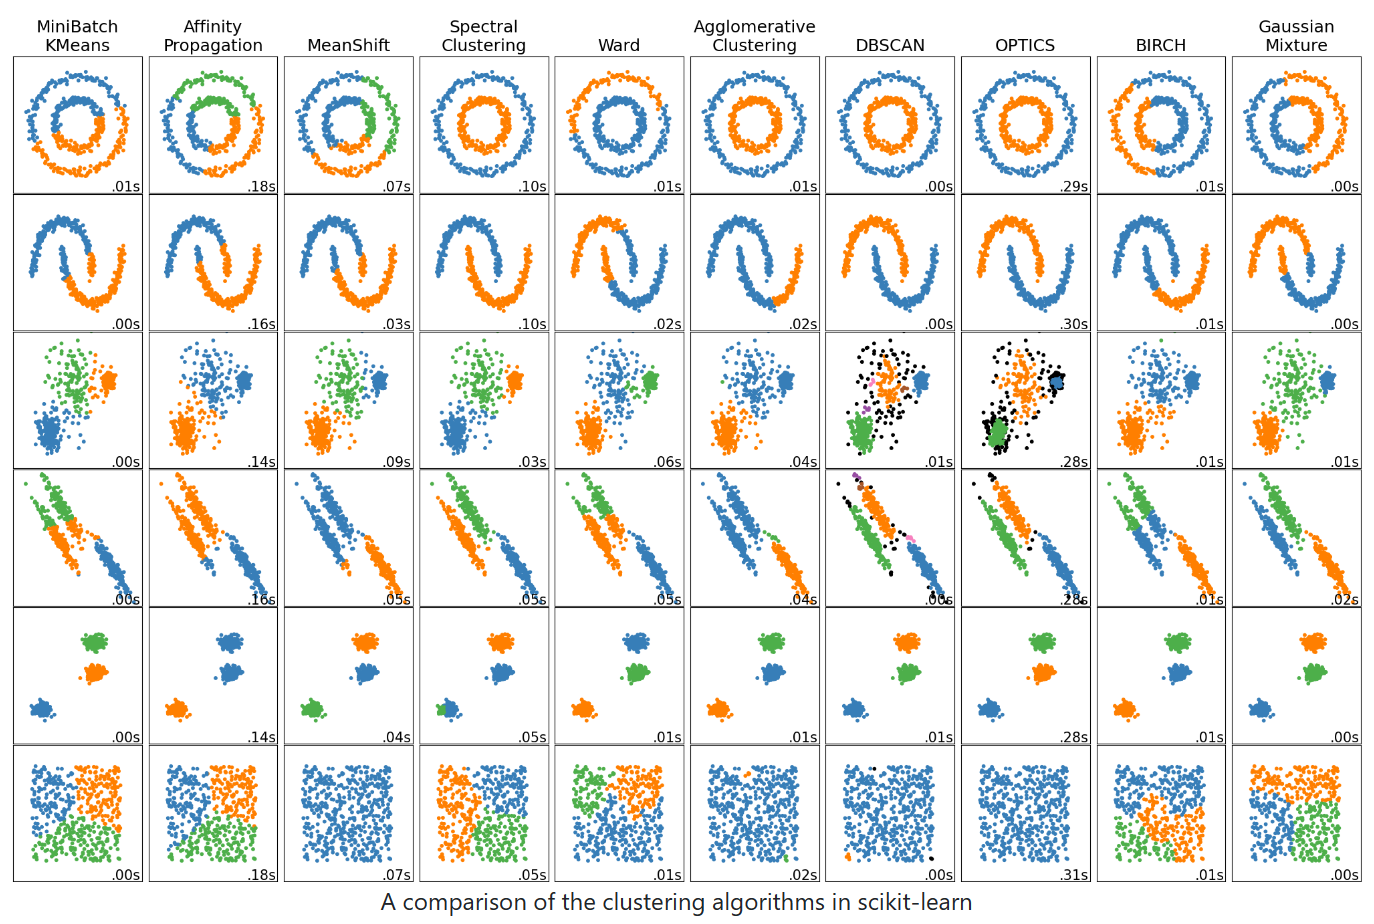 MiniBatch
KMeans
Affinity
Propagation
MeanShift
Spectral
Clustering
Ward
Agglomerative
Clustering
DBSCAN
OPTICS
BIRCH
Gaussian
Mixture
.01s
.18s
.07s
.10s
.01s
.01s
.00s
.29s
.01s
.00s
.00s
.16s
.03s
.10s
.02s
.02s
.00s
.30s
.01s
.00s
.00s
.14s
.09s
.03s
.06s
.04s
.01s
.28s
.01s
.01s
.00s
.16s
.05s
.05s
.05s
.04s
.00s
.28s
.01s
.02s
.00s
.14s
.04s
.05s
.01s
.01s
.01s
.28s
.01s
.00s
.00s
.18s
.07s
.05s
.01s
.02s
.00s
.31s
.01s
.00s
A comparison of the clustering algorithms in scikit-learn